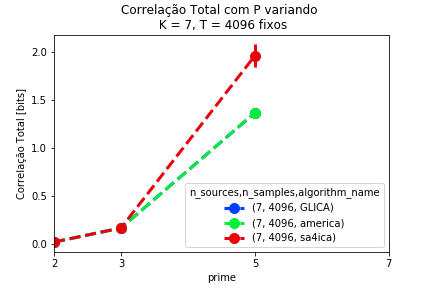 Correlação Total com P variando
K = 7, T = 4096 fixos
Correlação Total [bits]
2.0
1.5
1.0
0.5
0.0
n_sources,n_samples,algorithm_name
(7, 4096, GLICA)
(7, 4096, america)
(7, 4096, sa4ica)
2 3 5 7
prime